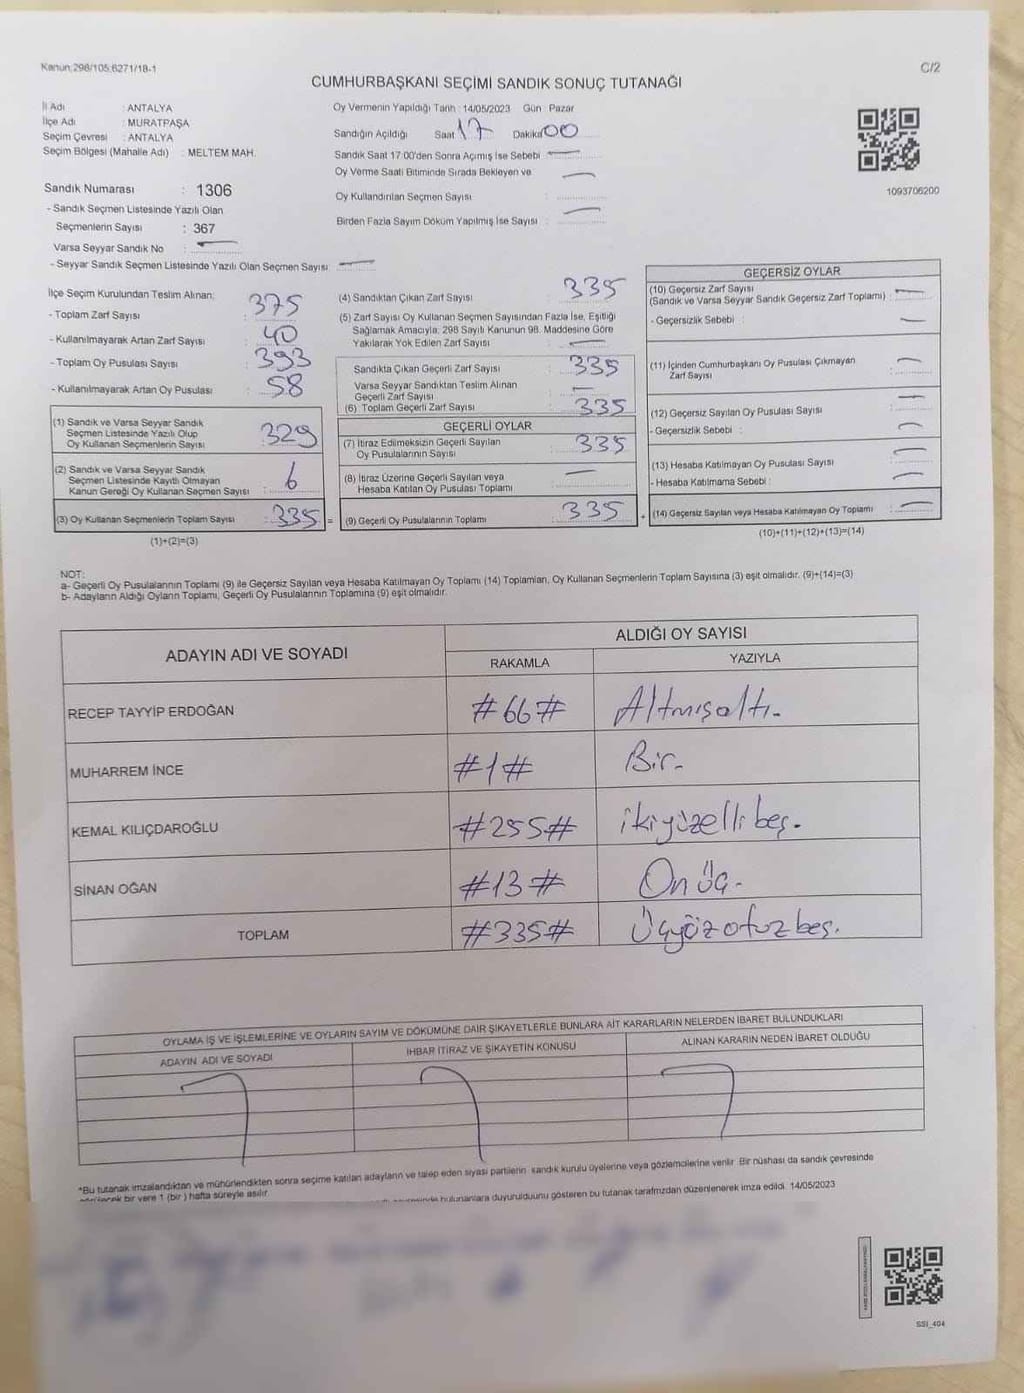 Kanun:298/105:6271/18-1
C/2
CUMHURBAŞKANI SEÇİMİ SANDIK SONUÇ TUTANAĞI
İl Adı : ANTALYA
İlçe Adı : MURATPAŞA
Seçim Çevresi : ANTALYA
Seçim Bölgesi (Mahalle Adı) : MELTEM MAH.
Sandık Numarası : 1306
- Sandık Seçmen Listesinde Yazılı Olan
Seçmenlerin Sayısı : 367
Varsa Seyyar Sandık No :
- Seyyar Sandık Seçmen Listesinde Yazılı Olan Seçmen Sayısı:
Oy Vermenin Yapıldığı Tarih : 14/05/2023 Gün : Pazar
Sandığın Açıldığı Saat 17 Dakika 00
Sandık Saat 17:00'den Sonra Açımış İse Sebebi :
Oy Verme Saati Bitiminde Sırada Bekleyen ve
Oy Kullandırılan Seçmen Sayısı :
Birden Fazla Sayım Döküm Yapılmış İse Sayısı :
1093706200
İlçe Seçim Kurulundan Teslim Alınan:
- Toplam Zarf Sayısı : 375
- Kullanılmayarak Artan Zarf Sayısı : 40
- Toplam Oy Pusulası Sayısı : 393
- Kullanılmayarak Artan Oy Pusulası : 58
(1) Sandık ve Varsa Seyyar Sandık
Seçmen Listesinde Yazılı Olup
Oy Kullanan Seçmenlerin Sayısı : 329
(2) Sandık ve Varsa Seyyar Sandık
Seçmen Listesinde Kayıtlı Olmayan
Kanun Gereği Oy Kullanan Seçmen Sayısı : 6
(3) Oy Kullanan Seçmenlerin Toplam Sayısı : 335 =
(1)+(2)=(3)
(4) Sandıktan Çıkan Zarf Sayısı : 335
(5) Zarf Sayısı Oy Kullanan Seçmen Sayısından Fazla İse, Eşitliği
Sağlamak Amacıyla; 298 Sayılı Kanunun 98. Maddesine Göre
Yakılarak Yok Edilen Zarf Sayısı :
Sandıkta Çıkan Geçerli Zarf Sayısı : 335
Varsa Seyyar Sandıktan Teslim Alınan
Geçerli Zarf Sayısı :
(6) Toplam Geçerli Zarf Sayısı : 335
GEÇERLİ OYLAR
(7) İtiraz Edilmeksizin Geçerli Sayılan
Oy Pusulalarının Sayısı : 335
(8) İtiraz Üzerine Geçerli Sayılan veya
Hesaba Katılan Oy Pusulası Toplamı :
(9) Geçerli Oy Pusulalarının Toplamı : 335 +
GEÇERSİZ OYLAR
(10) Geçersiz Zarf Sayısı
(Sandık ve Varsa Seyyar Sandık Geçersiz Zarf Toplamı) :
- Geçersizlik Sebebi :
(11) İçinden Cumhurbaşkanı Oy Pusulası Çıkmayan
Zarf Sayısı :
(12) Geçersiz Sayılan Oy Pusulası Sayısı :
- Geçersizlik Sebebi :
(13) Hesaba Katılmayan Oy Pusulası Sayısı :
- Hesaba Katılmama Sebebi :
(14) Geçersiz Sayılan veya Hesaba Katılmayan Oy Toplamı :
(10)+(11)+(12)+(13)=(14)
NOT:
a- Geçerli Oy Pusulalarının Toplamı (9) ile Geçersiz Sayılan veya Hesaba Katılmayan Oy Toplamı (14) Toplamları, Oy Kullanan Seçmenlerin Toplam Sayısına (3) eşit olmalıdır. (9)+(14)=(3)
b- Adayların Aldığı Oyların Toplamı, Geçerli Oy Pusulalarının Toplamına (9) eşit olmalıdır.
ADAYIN ADI VE SOYADI
ALDIĞI OY SAYISI
RAKAMLA YAZIYLA
RECEP TAYYİP ERDOĞAN #66# Altmışaltı.
MUHARREM İNCE #1# Bir.
KEMAL KILIÇDAROĞLU #255# ikiyüzellibeş.
SİNAN OĞAN #13# Onüç.
TOPLAM #335# Üçyüzotuzbeş.
OYLAMA İŞ VE İŞLEMLERİNE VE OYLARIN SAYIM VE DÖKÜMÜNE DAİR ŞİKAYETLERLE BUNLARA AİT KARARLARIN NELERDEN İBARET BULUNDUKLARI
ADAYIN ADI VE SOYADI İHBAR İTİRAZ VE ŞİKAYETİN KONUSU ALINAN KARARIN NEDEN İBARET OLDUĞU
*Bu tutanak imzalandıktan ve mühürlendikten sonra seçime katılan adayların ve talep eden siyasi partilerin sandık kurulu üyelerine veya gözlemcilerine verilir. Bir nüshası da sandık çevresinde
bir yere 1 (bir) hafta süreyle asılır.
bulunanlara duyurulduunu gösteren bu tutanak tarafımızdan düzenlenerek imza edildi. 14/05/2023
SSI_404